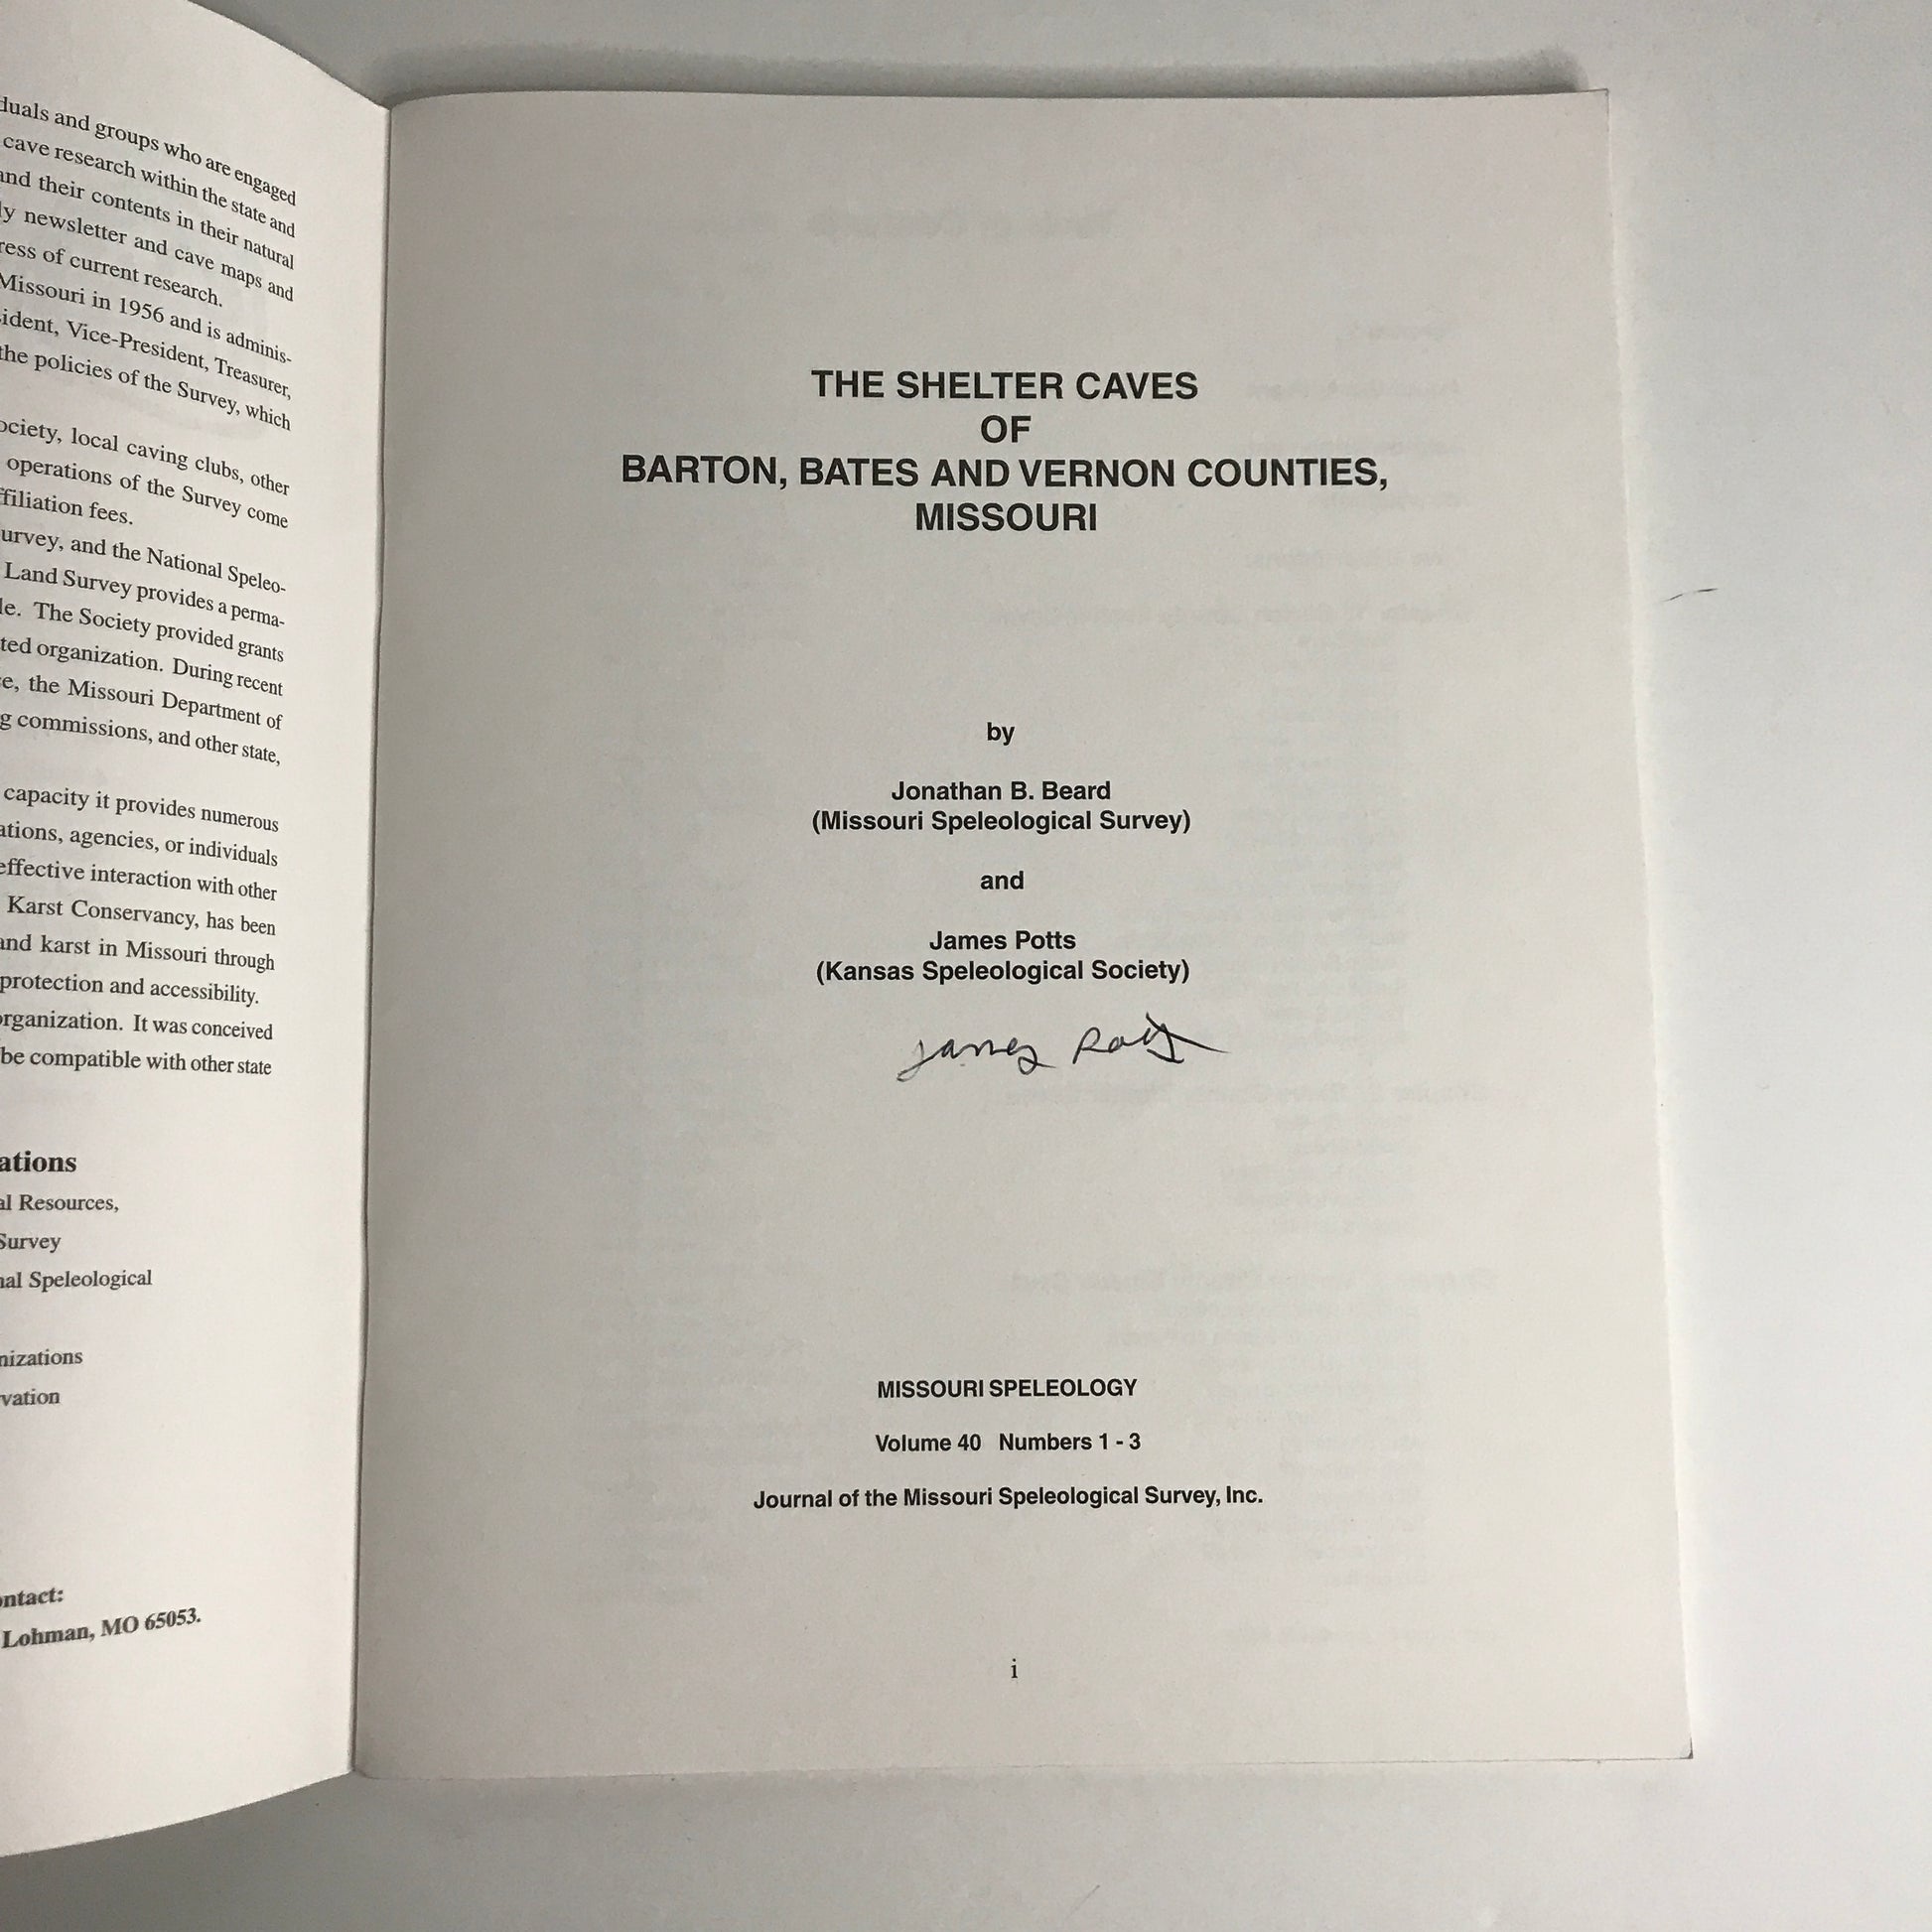 duals and groups who are engaged
cave research within the state and
and their contents in their natural
ly newsletter and cave maps and
ress of current research.
Missouri in 1956 and is adminis-
sident, Vice-President, Treasurer,
the policies of the Survey, which
ociety, local caving clubs, other
operations of the Survey come
ffiliation fees.
urvey, and the National Speleo-
Land Survey provides a perma-
le. The Society provided grants
ted organization. During recent
ce, the Missouri Department of
g commissions, and other state,
capacity it provides numerous
ations, agencies, or individuals
effective interaction with other
Karst Conservancy, has been
and karst in Missouri through
protection and accessibility.
organization. It was conceived
be compatible with other state
ations
al Resources,
Survey
nal Speleological
nizations
vation
ontact:
Lohman, MO 65053.
THE SHELTER CAVES
OF
BARTON, BATES AND VERNON COUNTIES,
MISSOURI
by
Jonathan B. Beard
(Missouri Speleological Survey)
and
James Potts
(Kansas Speleological Society)
James Potts
MISSOURI SPELEOLOGY
Volume 40 Numbers 1 - 3
Journal of the Missouri Speleological Survey, Inc.
i